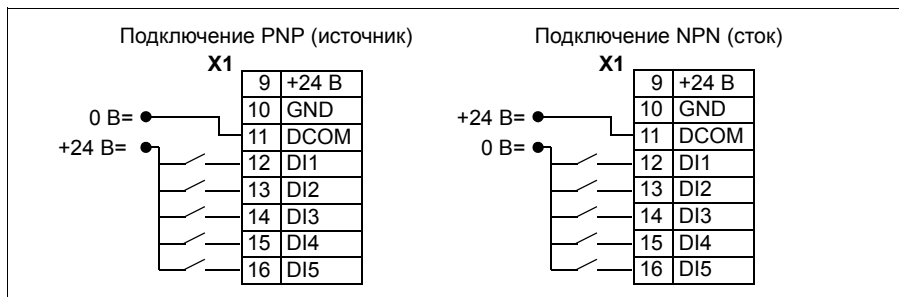 Подключение PNP (источник)
X1
9 +24 В
10 GND
0 В= 11 DCOM
+24 В= 12 DI1
13 DI2
14 DI3
15 DI4
16 DI5
Подключение NPN (сток)
X1
9 +24 В
10 GND
+24 В= 11 DCOM
0 В= 12 DI1
13 DI2
14 DI3
15 DI4
16 DI5